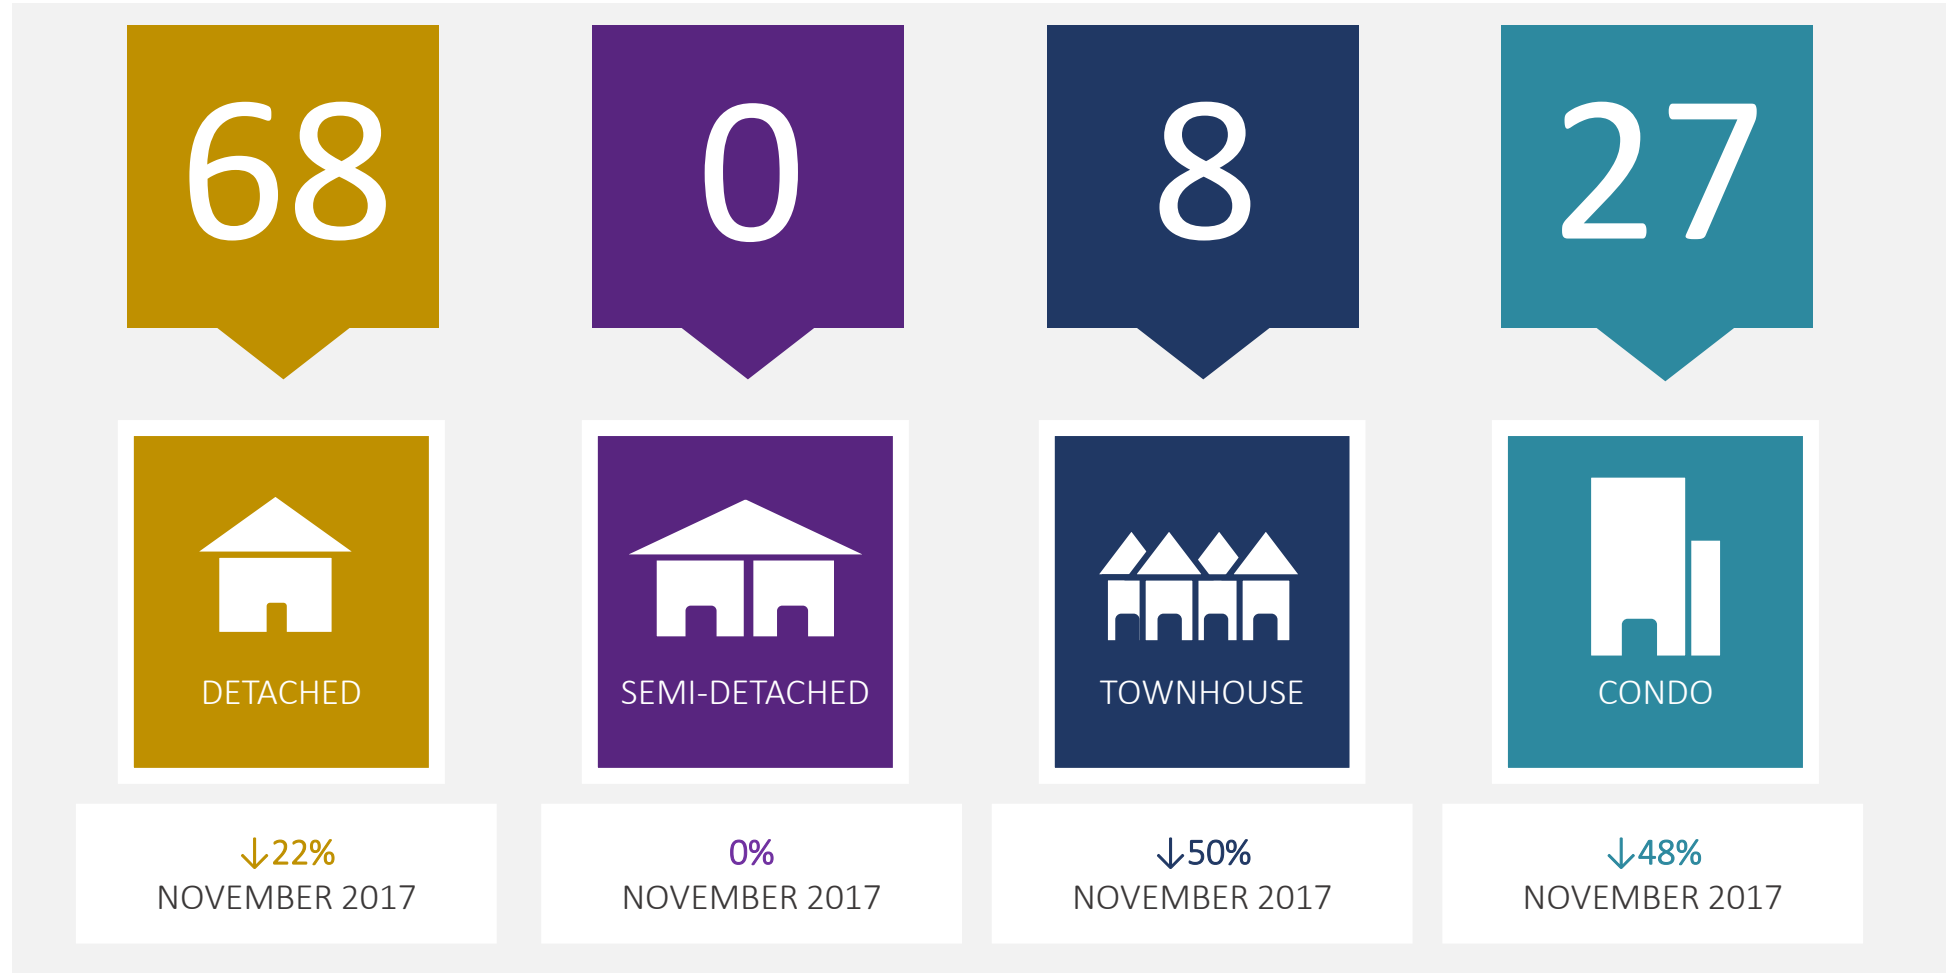 68
0
8
27
DETACHED
SEMI-DETACHED
TOWNHOUSE
CONDO
↓22%
NOVEMBER 2017
0%
NOVEMBER 2017
↓50%
NOVEMBER 2017
↓48%
NOVEMBER 2017